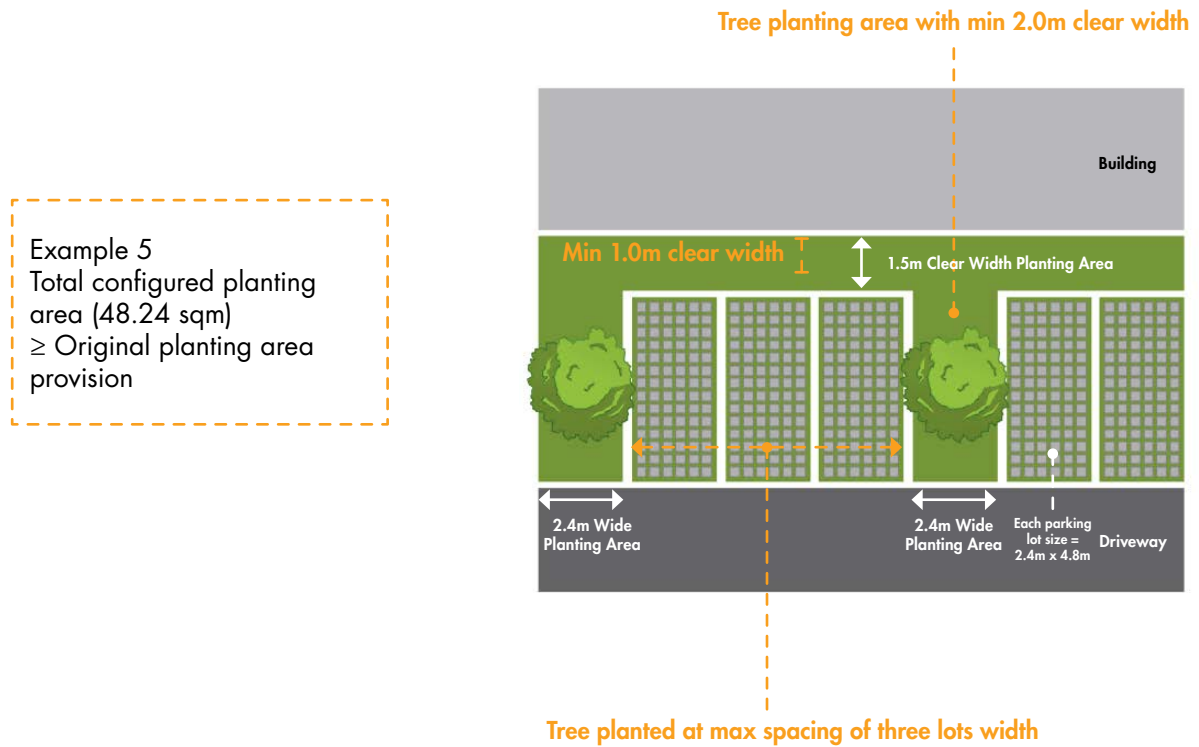 Tree planting area with min 2.0m clear width
Building
Example 5
Total configured planting
area (48.24 sqm)
≥ Original planting area
provision
Min 1.0m clear width
1.5m Clear Width Planting Area
2.4m Wide
Planting Area
2.4m Wide
Planting Area
Each parking
lot size =
2.4m x 4.8m
Driveway
Tree planted at max spacing of three lots width